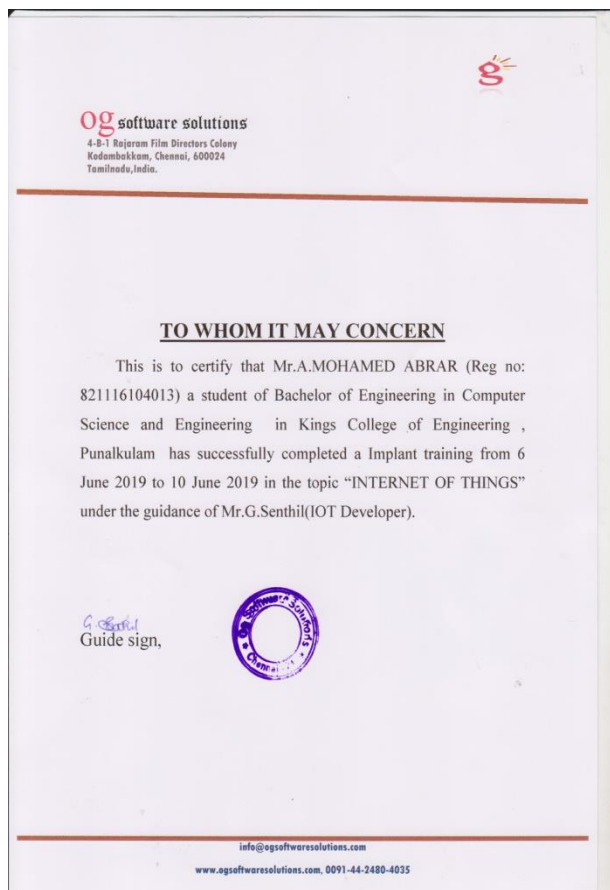 g
og software solutions
4-B-1 Rajaram Film Directors Colony
Kodambakkam, Chennai, 600024
Tamilnadu,India.
TO WHOM IT MAY CONCERN
This is to certify that Mr.A.MOHAMED ABRAR (Reg no:
821116104013) a student of Bachelor of Engineering in Computer
Science and Engineering in Kings College of Engineering ,
Punalkulam has successfully completed a Implant training from 6
June 2019 to 10 June 2019 in the topic “INTERNET OF THINGS”
under the guidance of Mr.G.Senthil(IOT Developer).
Guide sign,
Og Software Solutions
Chennai
info@ogsoftwaresolutions.com
www.ogsoftwaresolutions.com, 0091-44-2480-4035